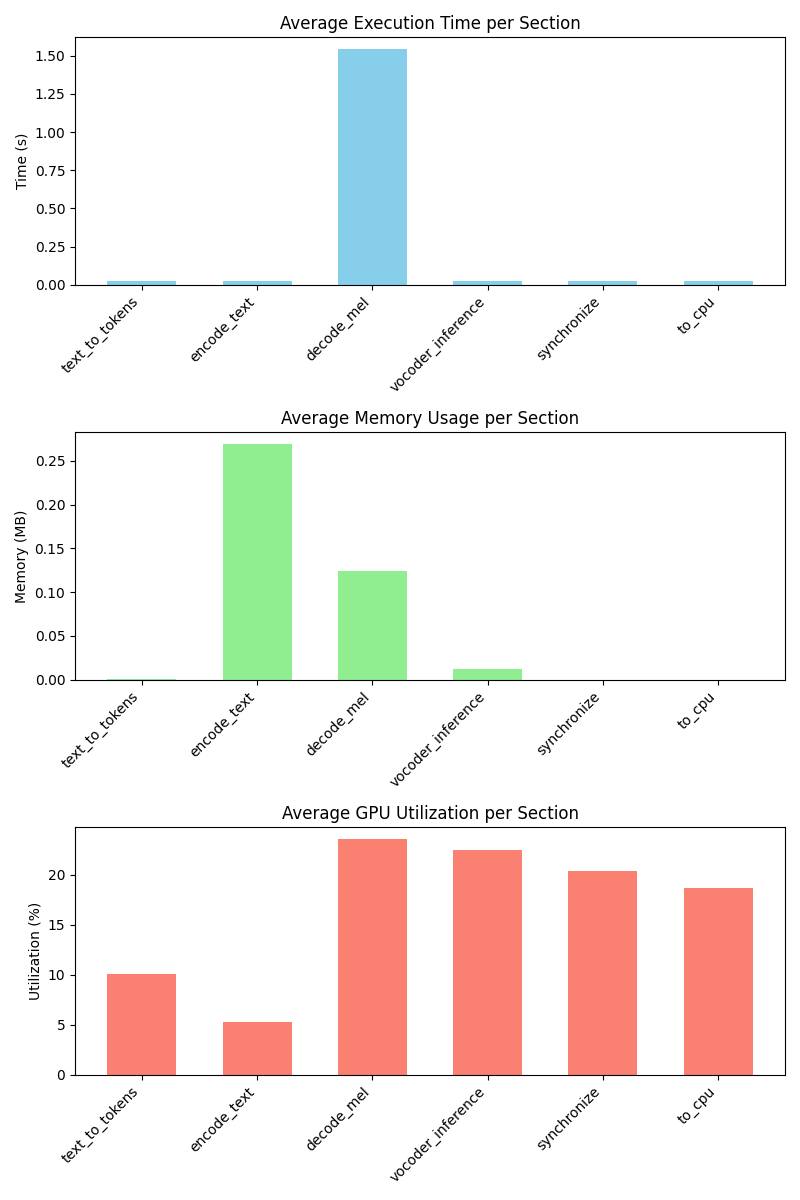 Average Execution Time per Section
Time (s)
1.50
1.25
1.00
0.75
0.50
0.25
0.00
text_to_tokens
encode_text
decode_mel
vocoder_inference
synchronize
to_cpu
Average Memory Usage per Section
Memory (MB)
0.25
0.20
0.15
0.10
0.05
0.00
text_to_tokens
encode_text
decode_mel
vocoder_inference
synchronize
to_cpu
Average GPU Utilization per Section
Utilization (%)
20
15
10
5
0
text_to_tokens
encode_text
decode_mel
vocoder_inference
synchronize
to_cpu